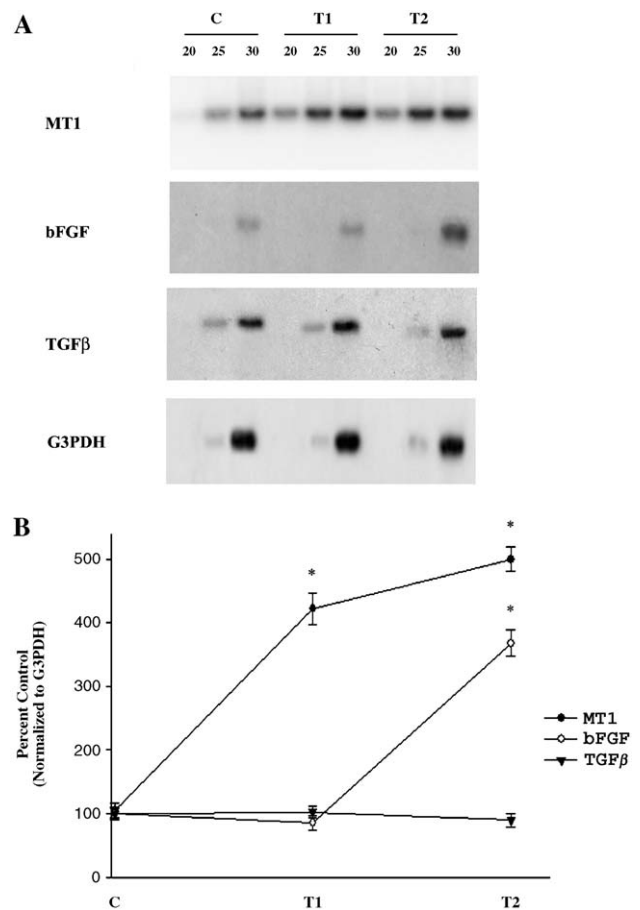 A
C T1 T2
20 25 30 20 25 30 20 25 30
MT1
bFGF
TGFβ
G3PDH
B
Percent Control
(Normalized to G3PDH)
500
400
300
200
100
0
* * *
MT1
bFGF
TGFβ
C T1 T2